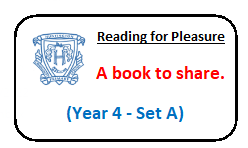 Reading for Pleasure
A book to share.
(Year 4 - Set A)